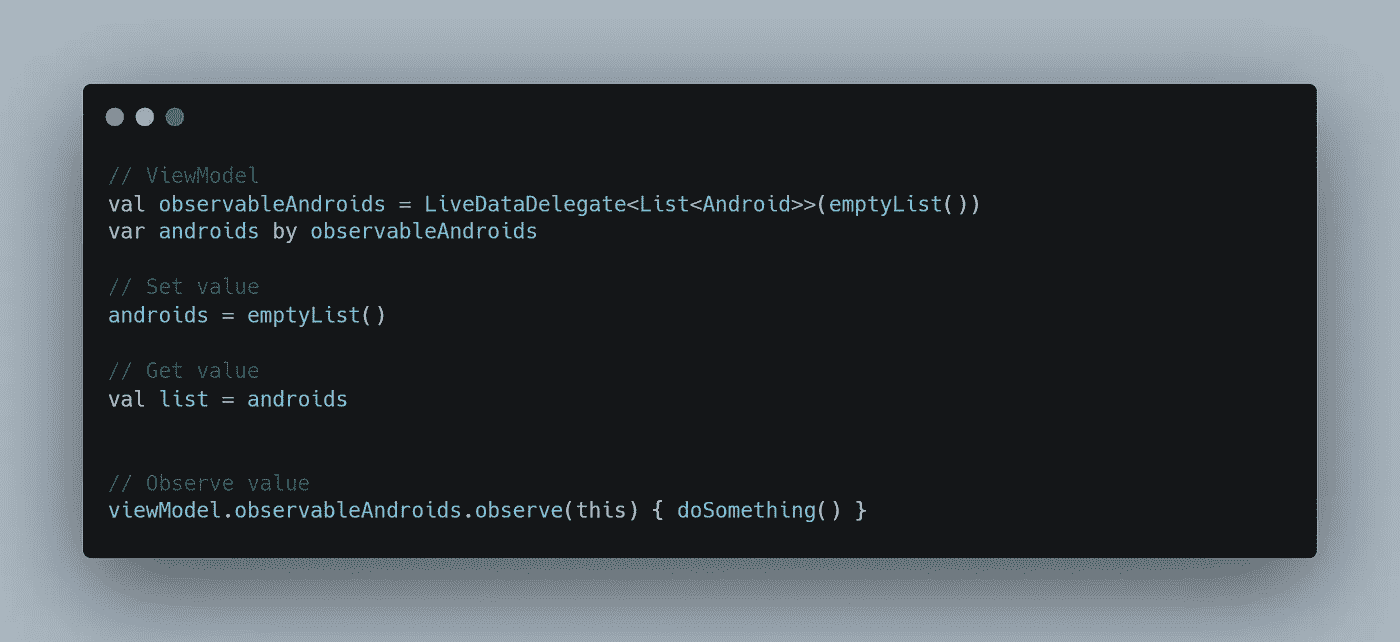 // ViewModel
val observableAndroids = LiveDataDelegate<List<Android>>(emptyList())
var androids by observableAndroids
// Set value
androids = emptyList()
// Get value
val list = androids
// Observe value
viewModel.observableAndroids.observe(this) { doSomething() }